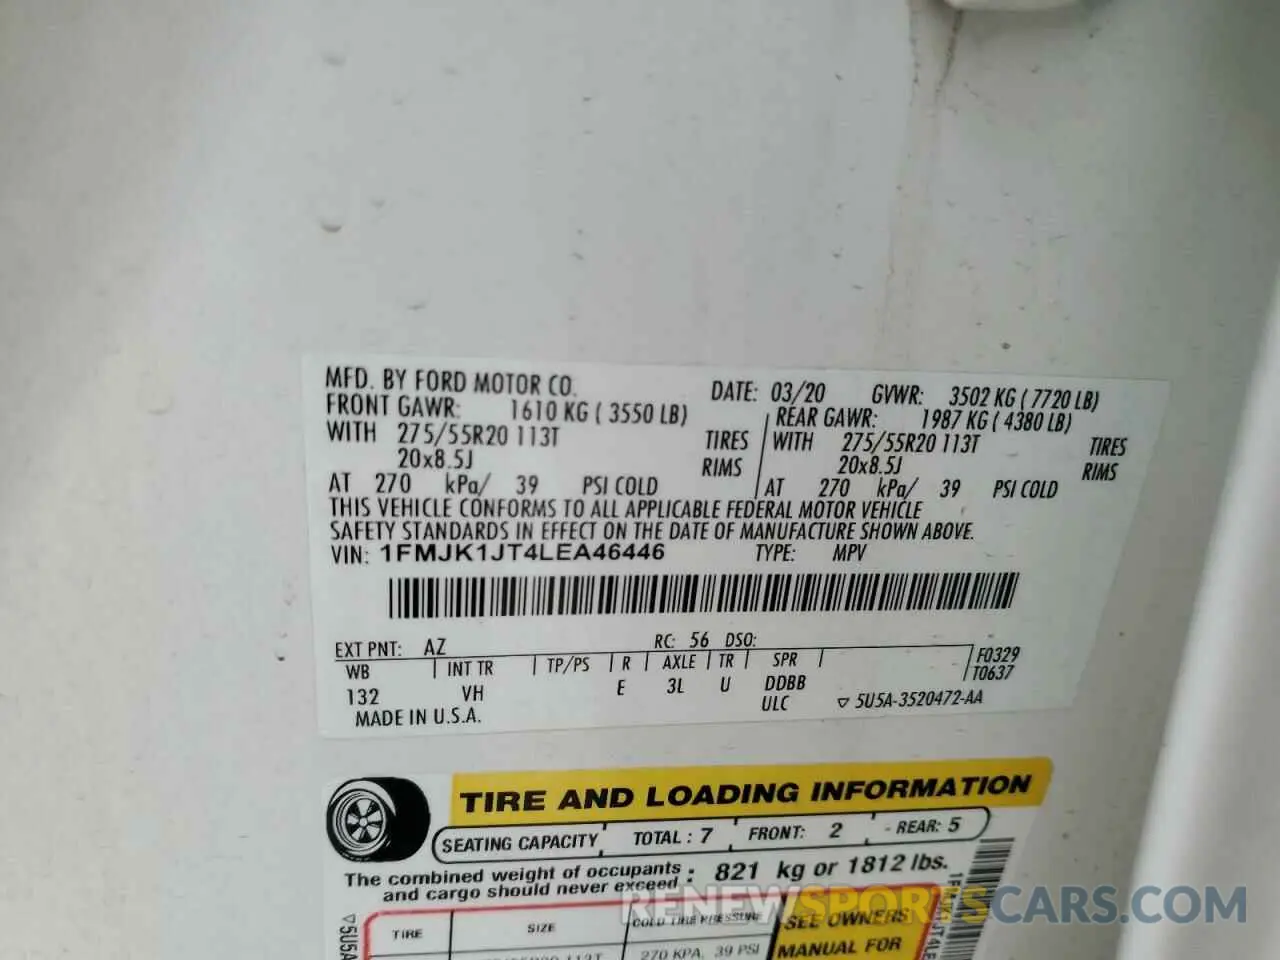 MFD. BY FORD MOTOR CO.
DATE: 03/20 GVWR: 3502 KG ( 7720 LB)
FRONT GAWR: 1610 KG ( 3550 LB)
REAR GAWR: 1987 KG ( 4380 LB)
WITH 275/55R20 113T TIRES
WITH 275/55R20 113T TIRES
20x8.5J RIMS
20x8.5J RIMS
AT 270 kPa/ 39 PSI COLD
AT 270 kPa/ 39 PSI COLD
THIS VEHICLE CONFORMS TO ALL APPLICABLE FEDERAL MOTOR VEHICLE
SAFETY STANDARDS IN EFFECT ON THE DATE OF MANUFACTURE SHOWN ABOVE.
VIN: 1FMJK1JT4LEA46446 TYPE: MPV
EXT PNT: AZ RC: 56 DSO:
WB INT TR TP/PS R AXLE TR SPR F0329
T0637
132 VH E 3L U DDBB
ULC ▽ 5U5A-3520472-AA
MADE IN U.S.A.
TIRE AND LOADING INFORMATION
SEATING CAPACITY TOTAL : 7 FRONT: 2 REAR: 5
The combined weight of occupants and cargo should never exceed : 821 kg or 1812 lbs.
TIRE SIZE COLD TIRE PRESSURE SEE OWNERS
270 KPA, 39 PSI MANUAL FOR
▽5U5A
RENEWSPORTSCARS.COM